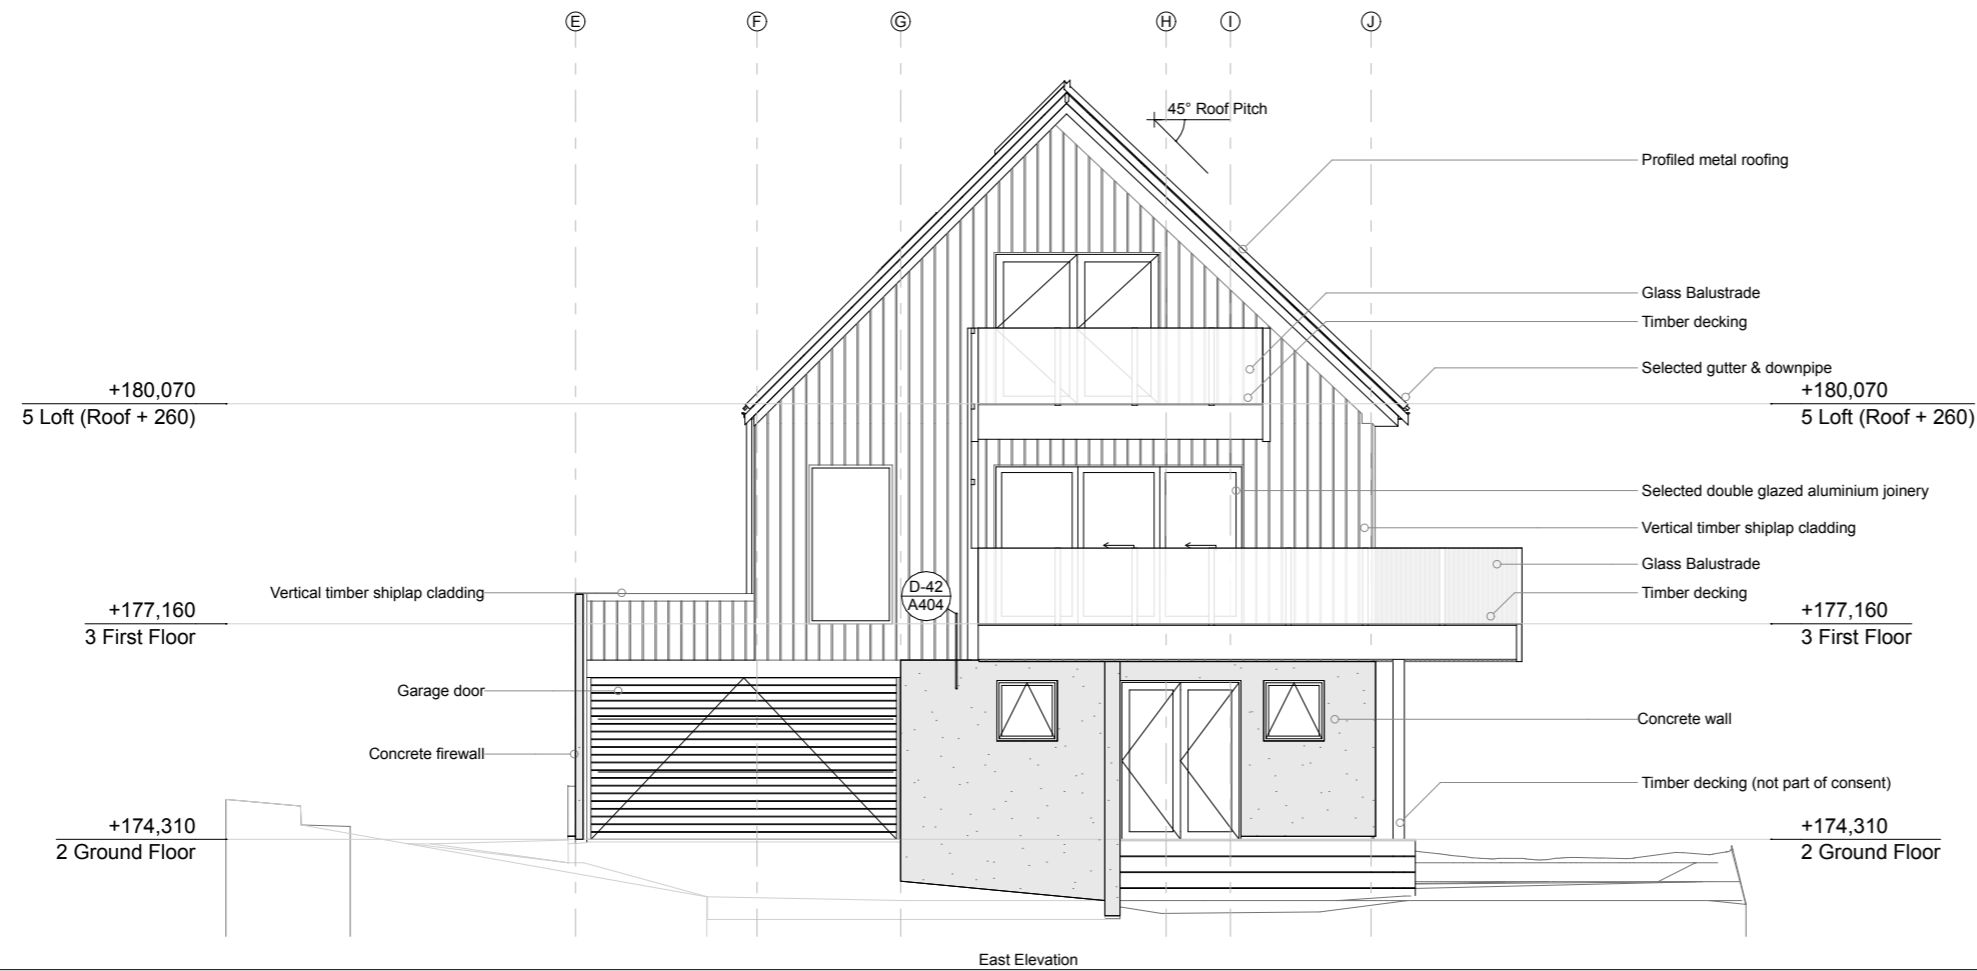 E
F
G
H
I
J
45° Roof Pitch
Profiled metal roofing
Glass Balustrade
Timber decking
Selected gutter & downpipe
+180,070
5 Loft (Roof + 260)
+180,070
5 Loft (Roof + 260)
Selected double glazed aluminium joinery
Vertical timber shiplap cladding
Glass Balustrade
Timber decking
Vertical timber shiplap cladding
D-42
A404
+177,160
3 First Floor
+177,160
3 First Floor
Garage door
Concrete wall
Concrete firewall
Timber decking (not part of consent)
+174,310
2 Ground Floor
+174,310
2 Ground Floor
East Elevation